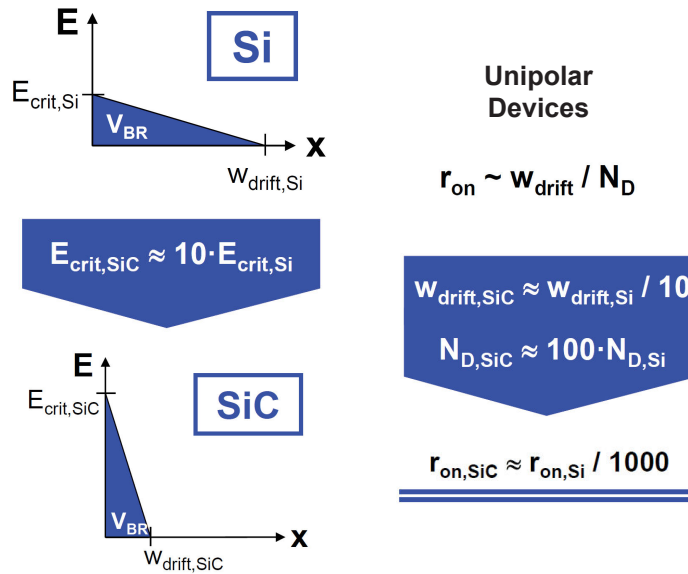 E
Si
E_crit,Si
V_BR
x
w_drift,Si
E_crit,SiC ≈ 10·E_crit,Si
E
SiC
E_crit,SiC
V_BR
x
w_drift,SiC
Unipolar
Devices
r_on ~ w_drift / N_D
w_drift,SiC ≈ w_drift,Si / 10
N_D,SiC ≈ 100·N_D,Si
r_on,SiC ≈ r_on,Si / 1000